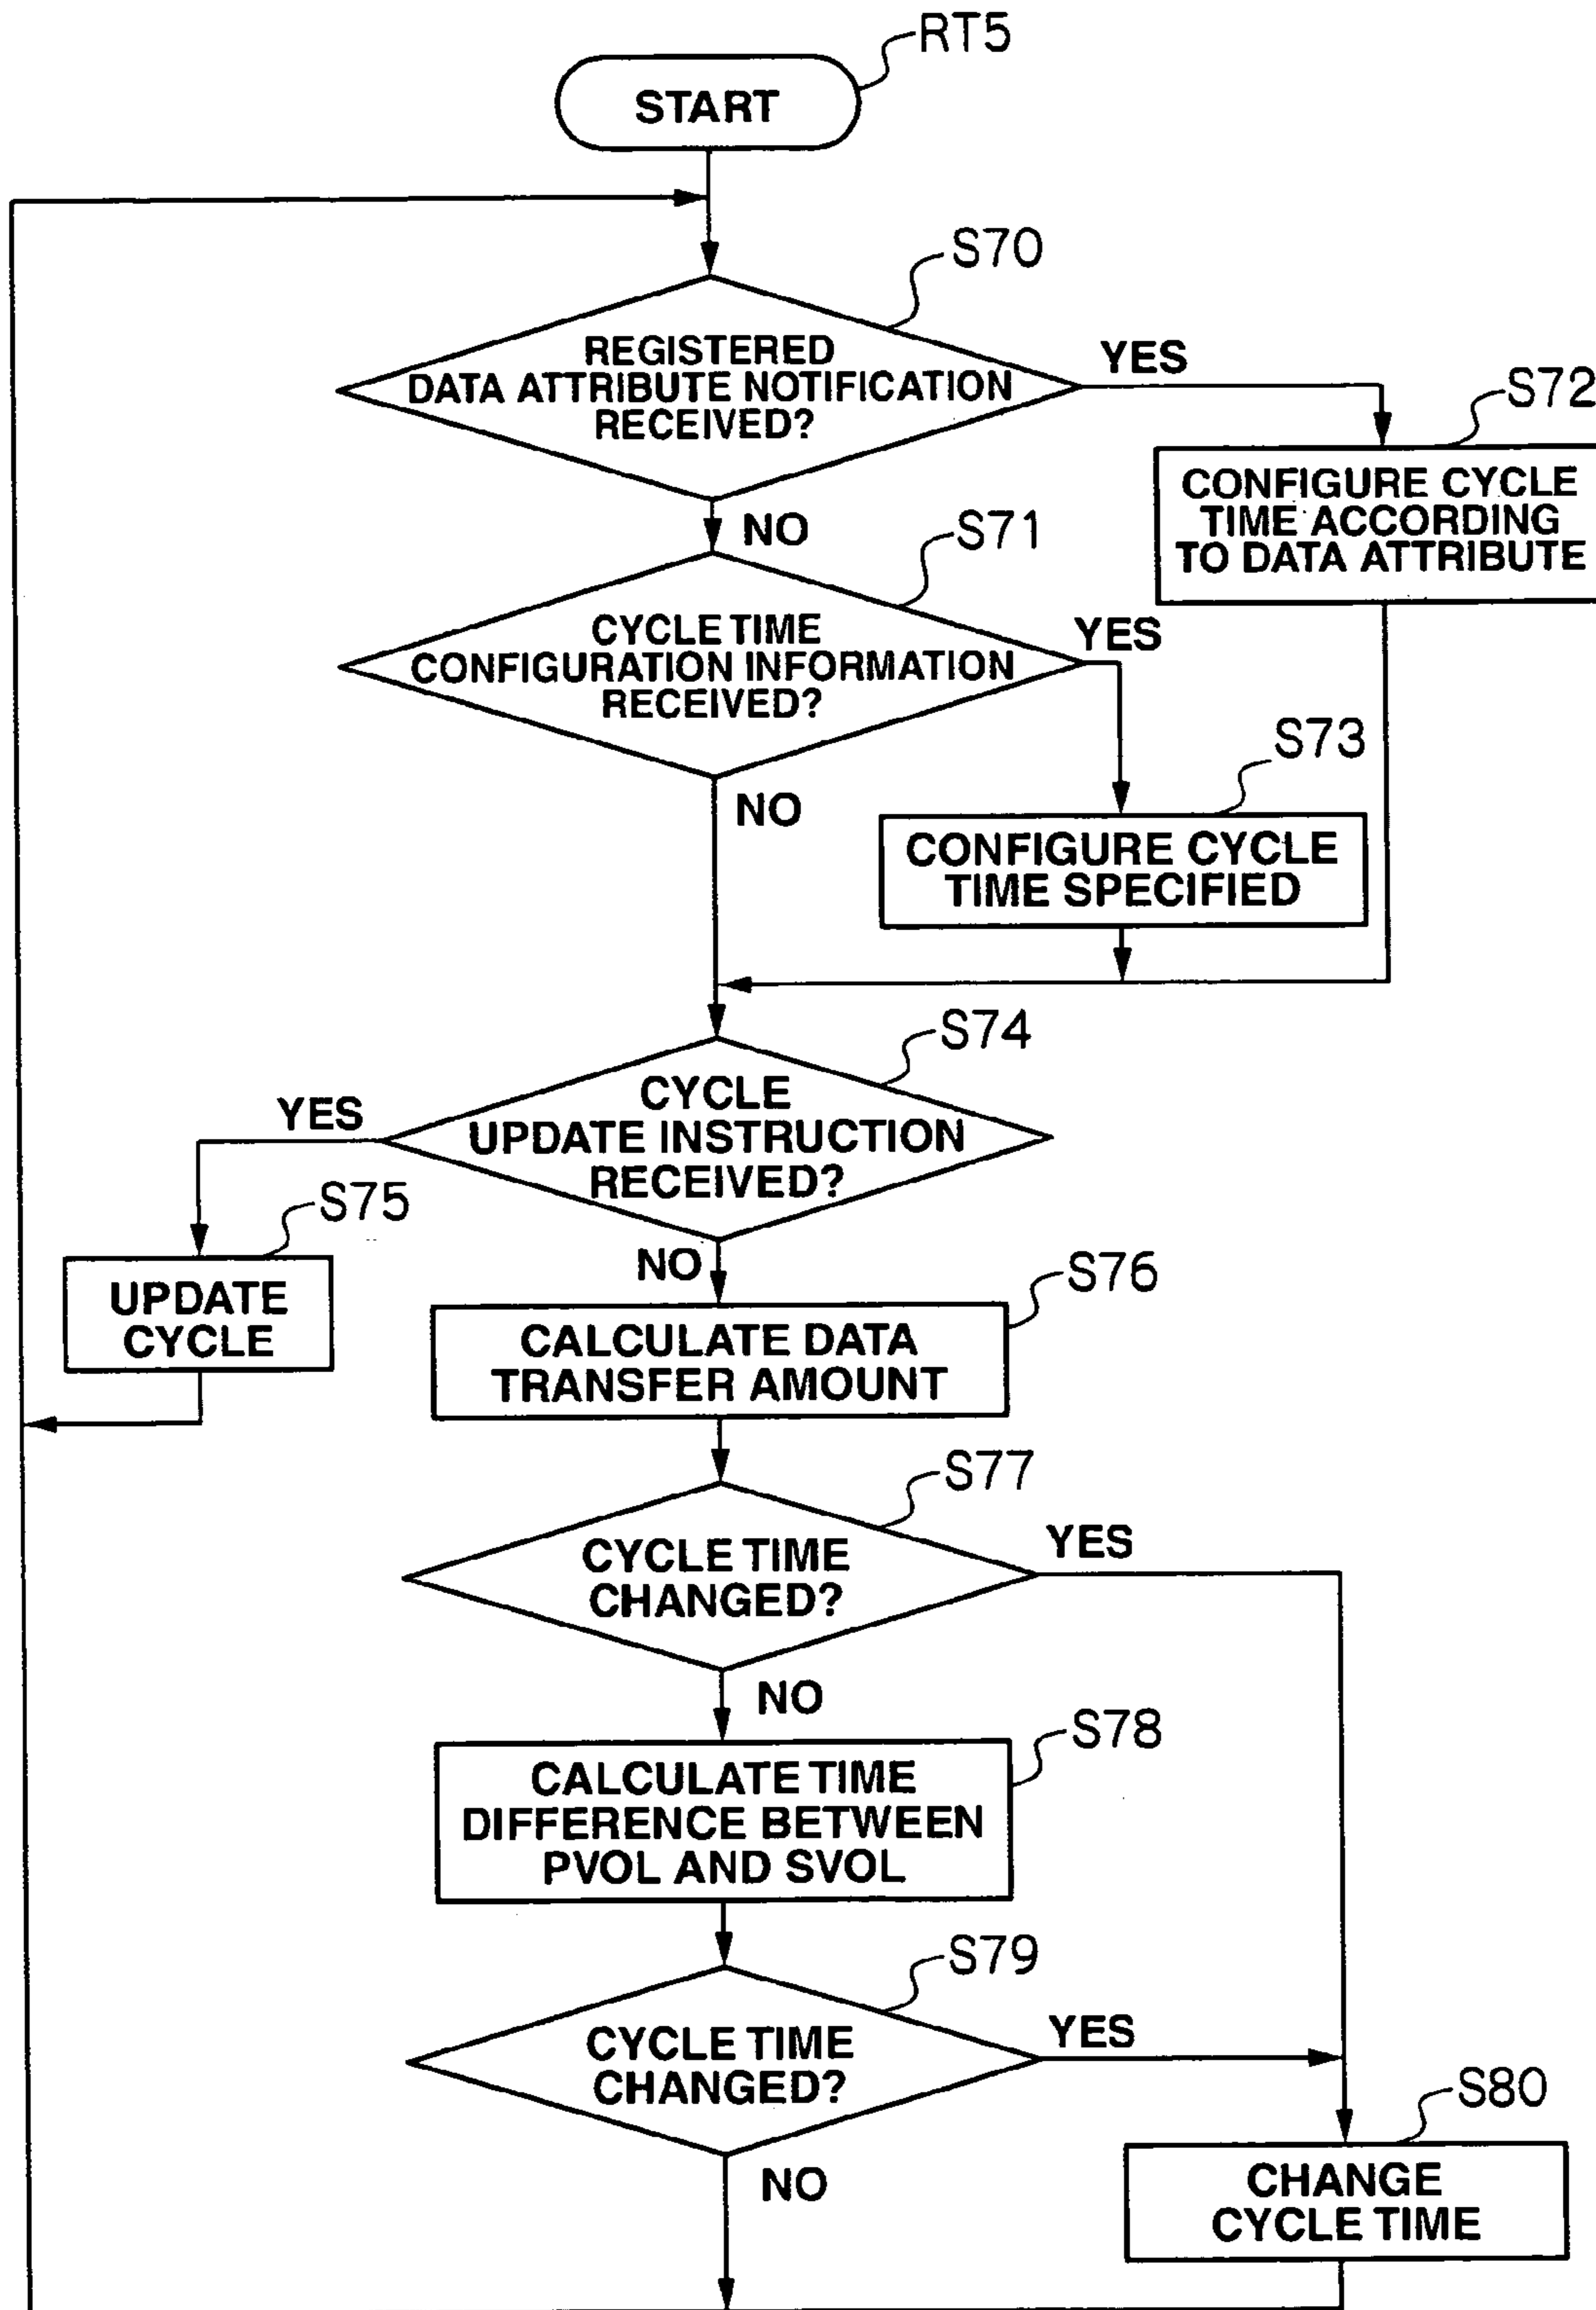 RT5
START
S70
REGISTERED
DATA ATTRIBUTE NOTIFICATION
RECEIVED?
YES
S72
CONFIGURE CYCLE
TIME ACCORDING
TO DATA ATTRIBUTE
NO
S71
CYCLE TIME
CONFIGURATION INFORMATION
RECEIVED?
YES
S73
NO
CONFIGURE CYCLE
TIME SPECIFIED
S74
CYCLE
UPDATE INSTRUCTION
RECEIVED?
YES
S75
UPDATE
CYCLE
NO
S76
CALCULATE DATA
TRANSFER AMOUNT
S77
CYCLE TIME
CHANGED?
YES
NO
S78
CALCULATE TIME
DIFFERENCE BETWEEN
PVOL AND SVOL
S79
CYCLE TIME
CHANGED?
YES
S80
NO
CHANGE
CYCLE TIME